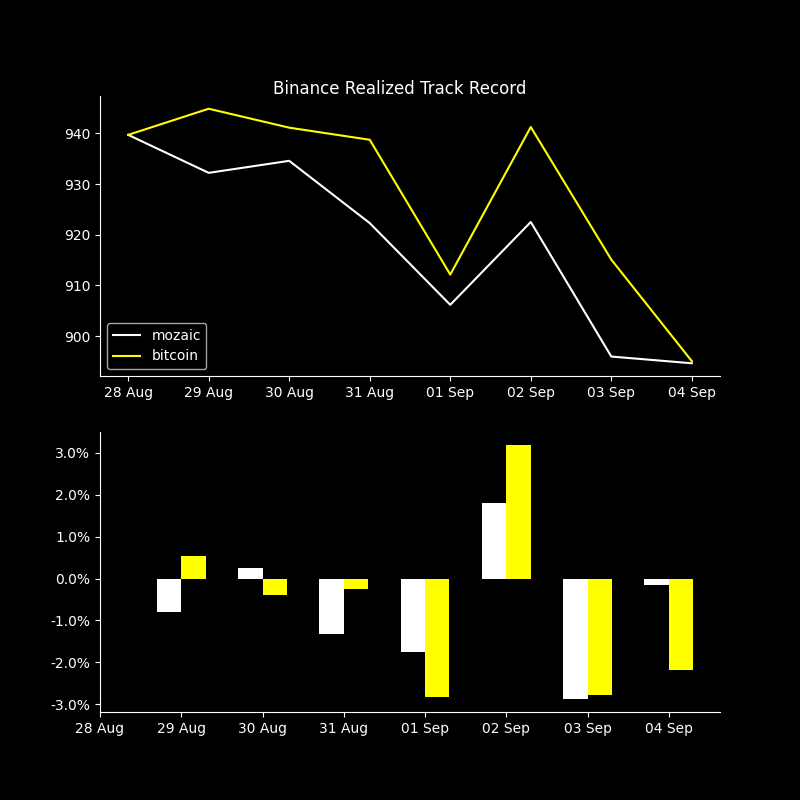 Binance Realized Track Record
940
930
920
910
900
mozaic
bitcoin
28 Aug 29 Aug 30 Aug 31 Aug 01 Sep 02 Sep 03 Sep 04 Sep
3.0%
2.0%
1.0%
0.0%
-1.0%
-2.0%
-3.0%
28 Aug 29 Aug 30 Aug 31 Aug 01 Sep 02 Sep 03 Sep 04 Sep